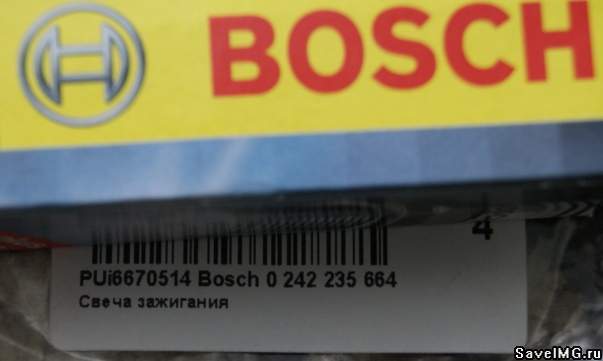 BOSCH
4
PUi6670514 Bosch 0 242 235 664
Свеча зажигания
SaveIMG.ru